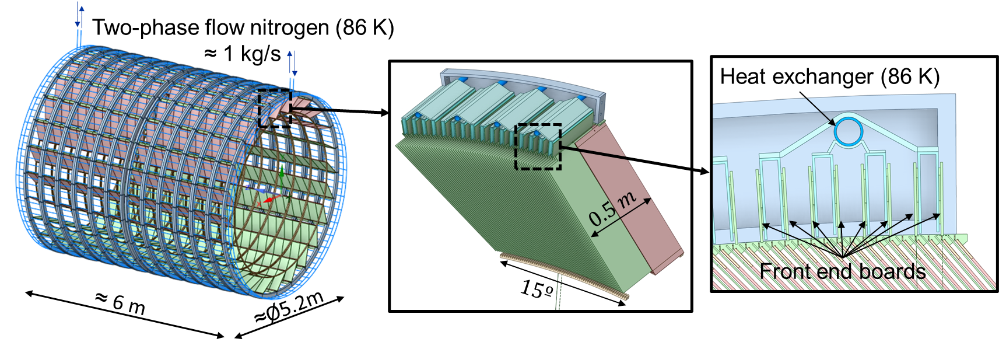 Two-phase flow nitrogen (86 K)
≈ 1 kg/s
≈ 6 m
≈Ø5.2m
0.5 m
15º
Heat exchanger (86 K)
Front end boards